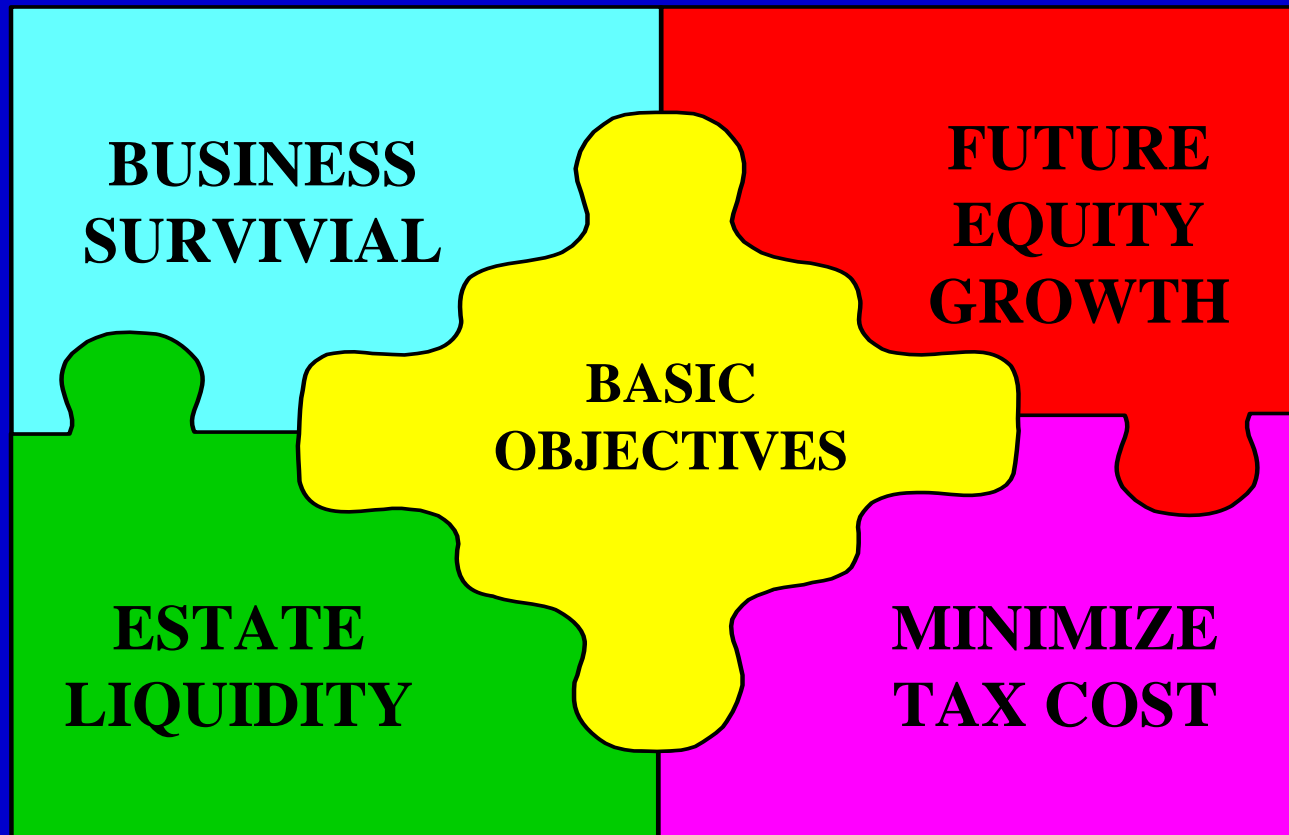 BUSINESS
SURVIVIAL
FUTURE
EQUITY
GROWTH
BASIC
OBJECTIVES
ESTATE
LIQUIDITY
MINIMIZE
TAX COST